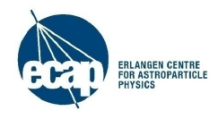 ecap
ERLANGEN CENTRE
FOR ASTROPARTICLE
PHYSICS